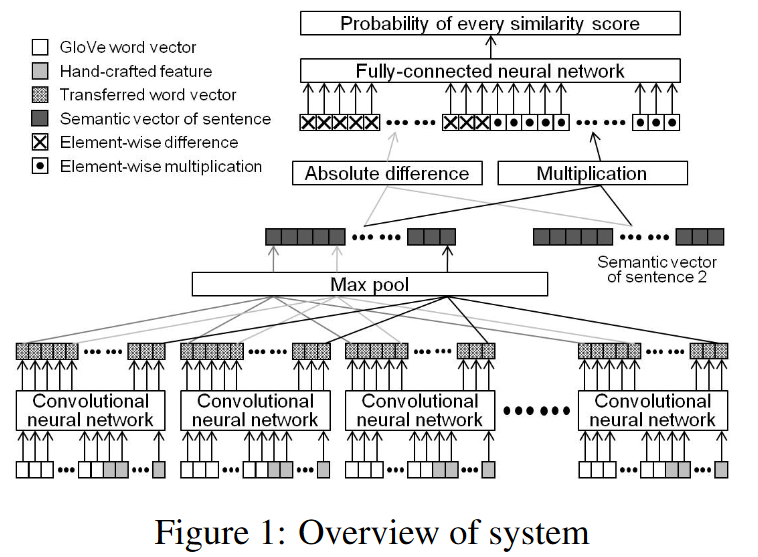 Probability of every similarity score
GloVe word vector
Hand-crafted feature
Transferred word vector
Semantic vector of sentence
Element-wise difference
Element-wise multiplication
Fully-connected neural network
Absolute difference
Multiplication
Semantic vector
of sentence 2
Max pool
Convolutional
neural network
Convolutional
neural network
Convolutional
neural network
Convolutional
neural network
Figure 1: Overview of system